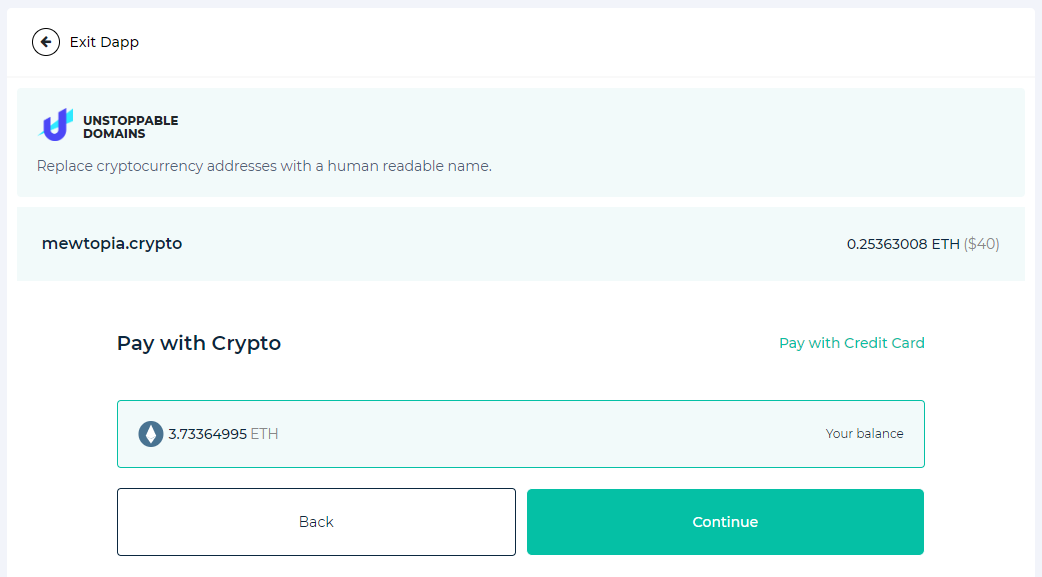 Exit Dapp
UNSTOPPABLE
DOMAINS
Replace cryptocurrency addresses with a human readable name.
mewtopia.crypto 0.25363008 ETH ($40)
Pay with Crypto Pay with Credit Card
3.73364995 ETH Your balance
Back Continue